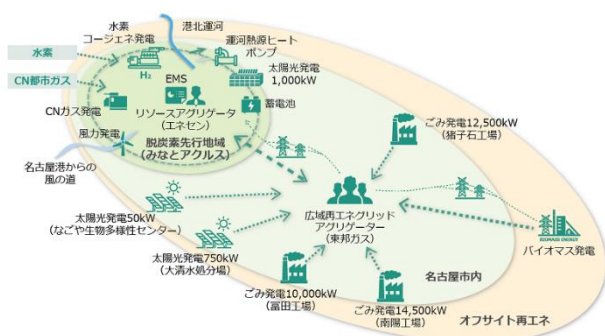 水素
コージェネ発電
港北運河
運河熱源ヒート
ポンプ
水素
H₂
太陽光発電
1,000kW
CN都市ガス
EMS
CNガス発電
リソースアグリゲータ
(エネセン)
蓄電池
風力発電
脱炭素先行地域
(みなとアクルス)
名古屋港からの
風の道
ごみ発電12,500kW
(猪子石工場)
太陽光発電50kW
(なごや生物多様性センター)
広域再エネグリッド
アグリゲーター
(東邦ガス)
太陽光発電750kW
(大清水処分場)
BIOMASS ENERGY
バイオマス発電
名古屋市内
ごみ発電10,000kW
(富田工場)
ごみ発電14,500kW
(南陽工場)
オフサイト再エネ